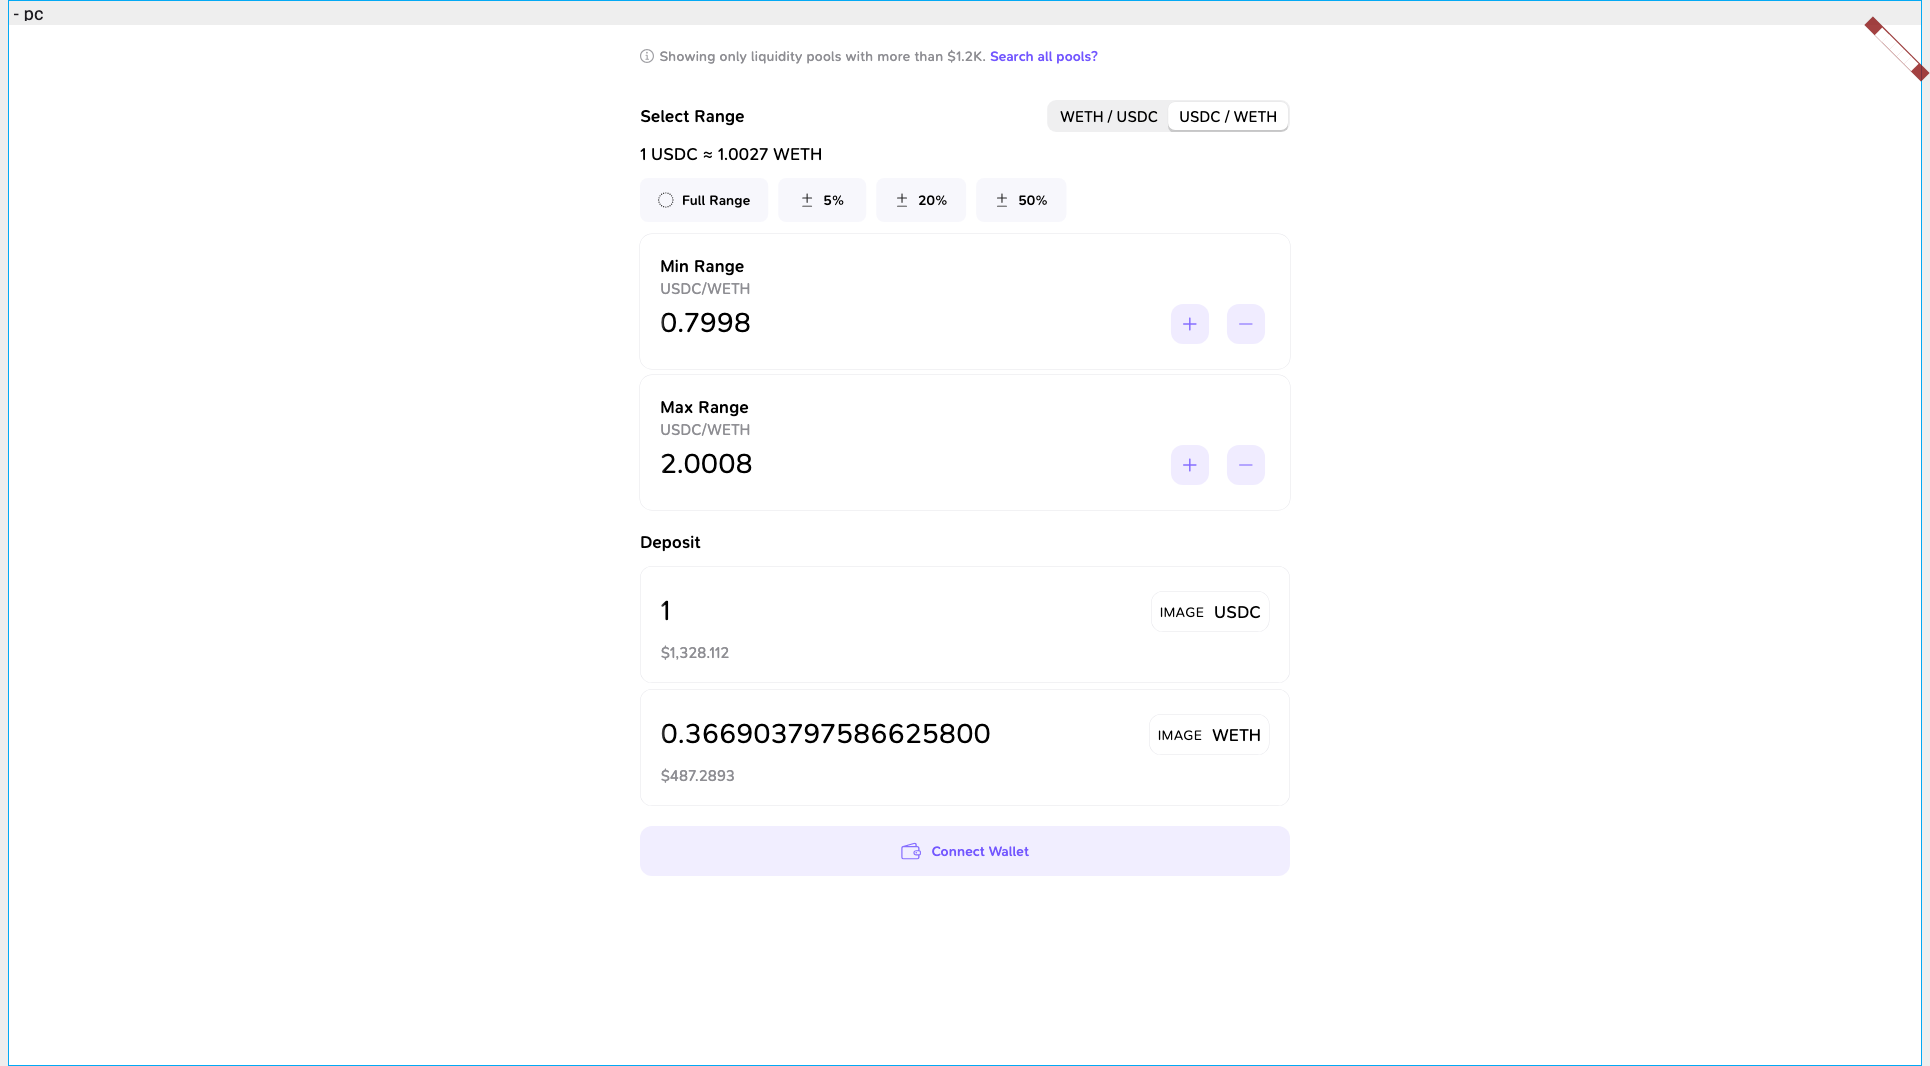 - pc
Showing only liquidity pools with more than $1.2K. Search all pools?
Select Range
WETH / USDC
USDC / WETH
1 USDC ≈ 1.0027 WETH
Full Range
± 5%
± 20%
± 50%
Min Range
USDC/WETH
0.7998
+ −
Max Range
USDC/WETH
2.0008
+ −
Deposit
1
IMAGE USDC
$1,328.112
0.366903797586625800
IMAGE WETH
$487.2893
Connect Wallet